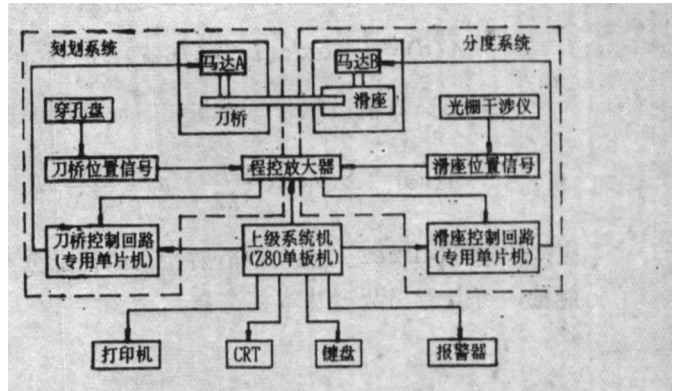 刻划系统
分度系统
马达A
马达B
滑座
刀桥
穿孔盘
光栅干涉仪
刀桥位置信号
程控放大器
滑座位置信号
刀桥控制回路
(专用单片机)
上级系统机
(Z80单板机)
滑座控制回路
(专用单片机)
打印机
CRT
键盘
报警器